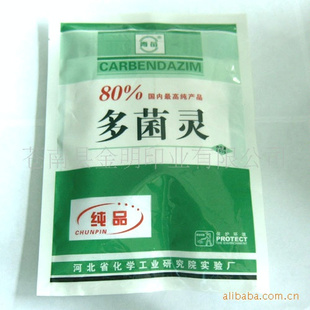 CARBENDAZIM
80% 国内最高纯产品
多菌灵
苍南县金明印业有限公司
纯品
CHUNPIN
PROTECT
河北省化学工业研究院实验厂
alibaba.com.cn